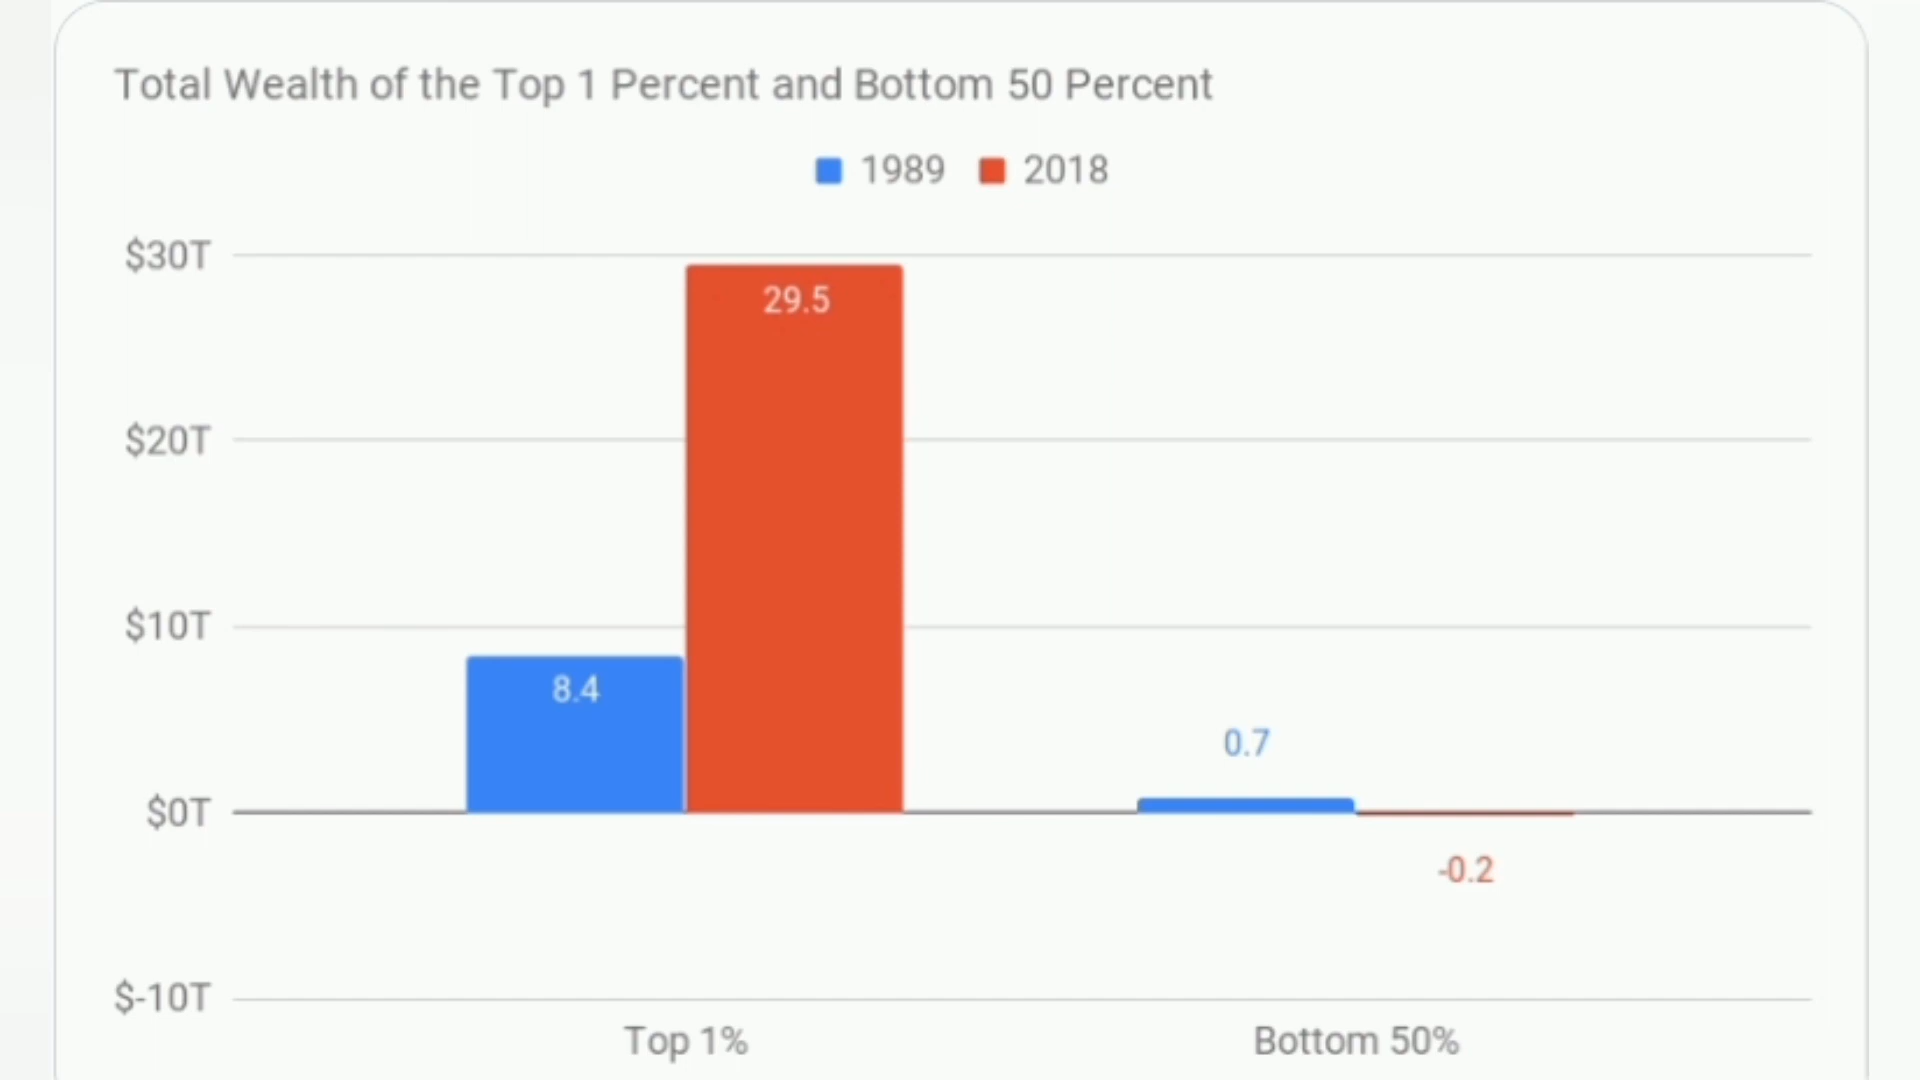 Total Wealth of the Top 1 Percent and Bottom 50 Percent
1989 2018
$30T
29.5
$20T
$10T
8.4
0.7
$0T
-0.2
$-10T
Top 1% Bottom 50%